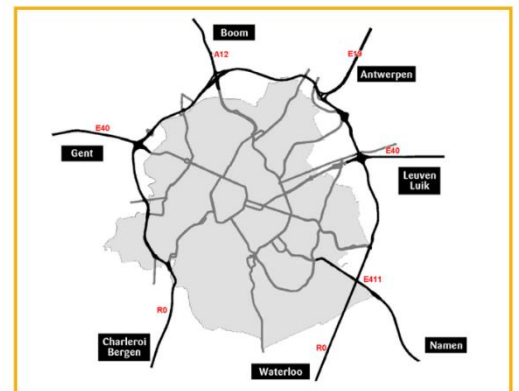 Boom
A12
E19
Antwerpen
E40
Gent
E40
Leuven
Luik
E411
R0
Charleroi
Bergen
R0
Waterloo
Namen